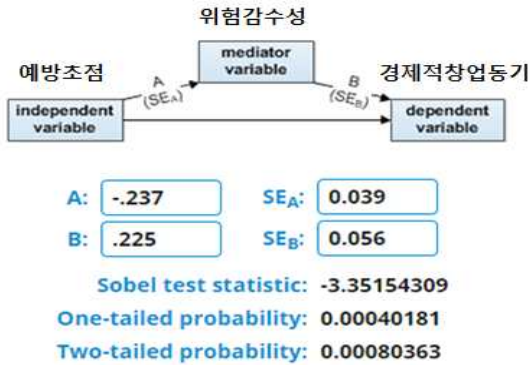 위험감수성
mediator
variable
예방초점
경제적창업동기
A
(SEA)
B
(SEB)
independent
variable
dependent
variable
A: -.237 SEA: 0.039
B: .225 SEB: 0.056
Sobel test statistic: -3.35154309
One-tailed probability: 0.00040181
Two-tailed probability: 0.00080363